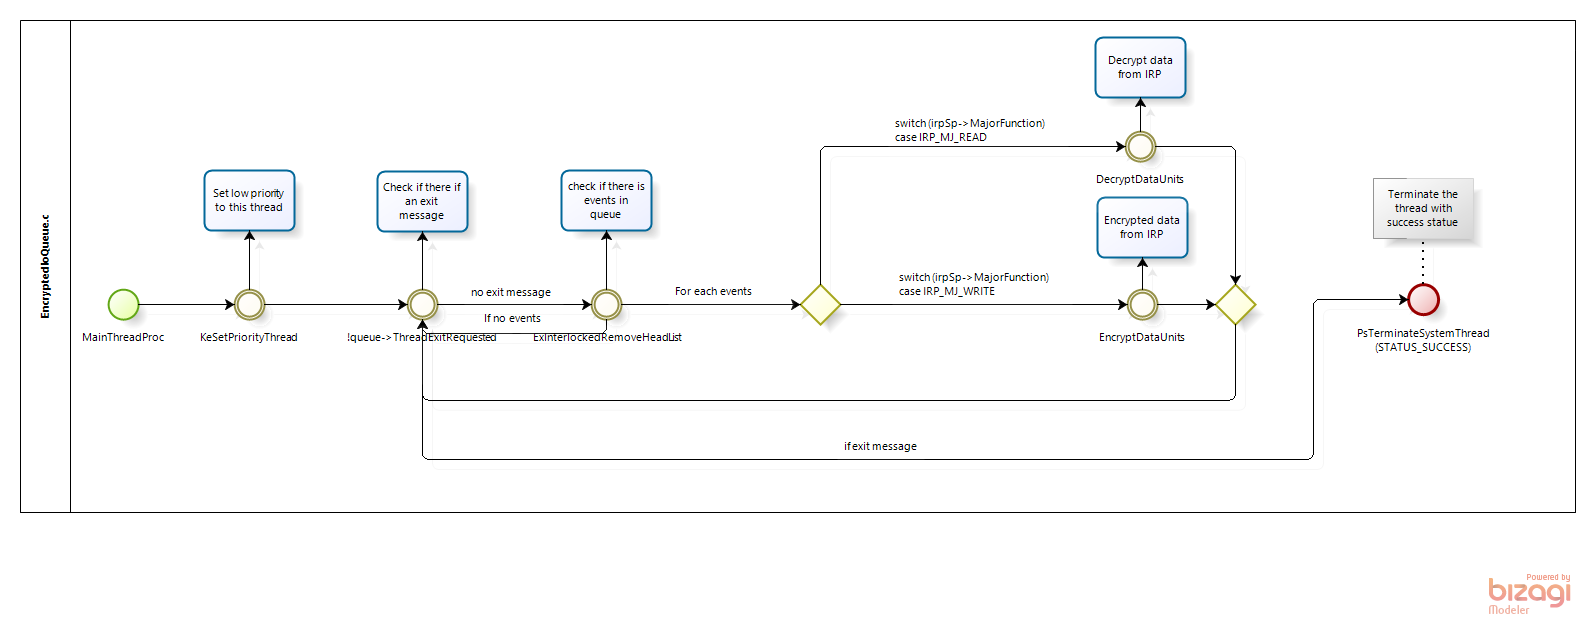 EncryptedIoQueue.c
MainThreadProc
Set low priority
to this thread
KeSetPriorityThread
Check if there if
an exit
message
!queue->ThreadExitRequested
no exit message
If no events
check if there is
events in
queue
ExInterlockedRemoveHeadList
For each events
switch (irpSp->MajorFunction)
case IRP_MJ_READ
Decrypt data
from IRP
DecryptDataUnits
Encrypted data
from IRP
switch (irpSp->MajorFunction)
case IRP_MJ_WRITE
EncryptDataUnits
if exit message
Terminate the
thread with
success statue
PsTerminateSystemThread
(STATUS_SUCCESS)
Powered by
bizagi
Modeler